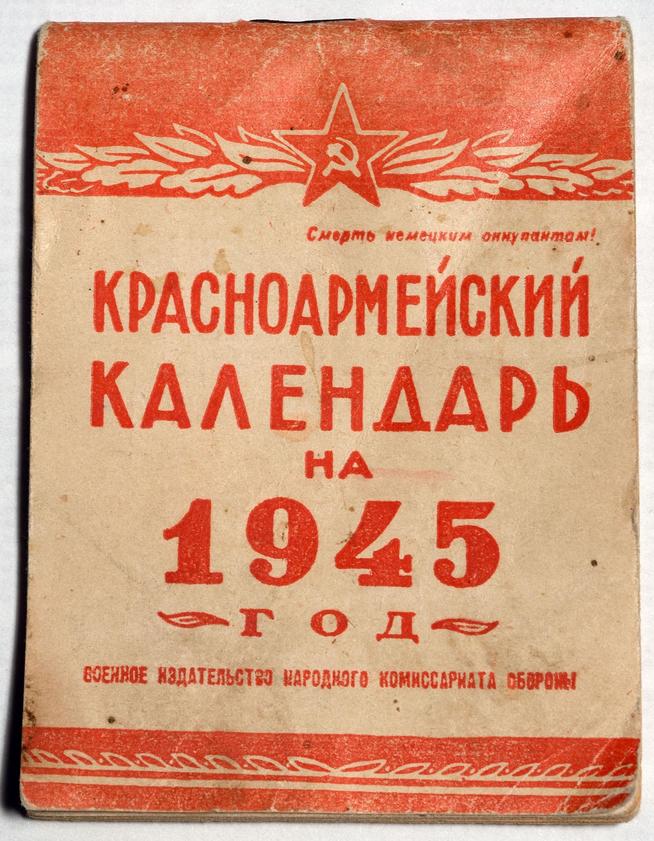 Смерть немецким оккупантам!
КРАСНОАРМЕЙСКИЙ
КАЛЕНДАРЬ
НА
1945
ГОД
ВОЕННОЕ ИЗДАТЕЛЬСТВО НАРОДНОГО КОМИССАРИАТА ОБОРОНЫ